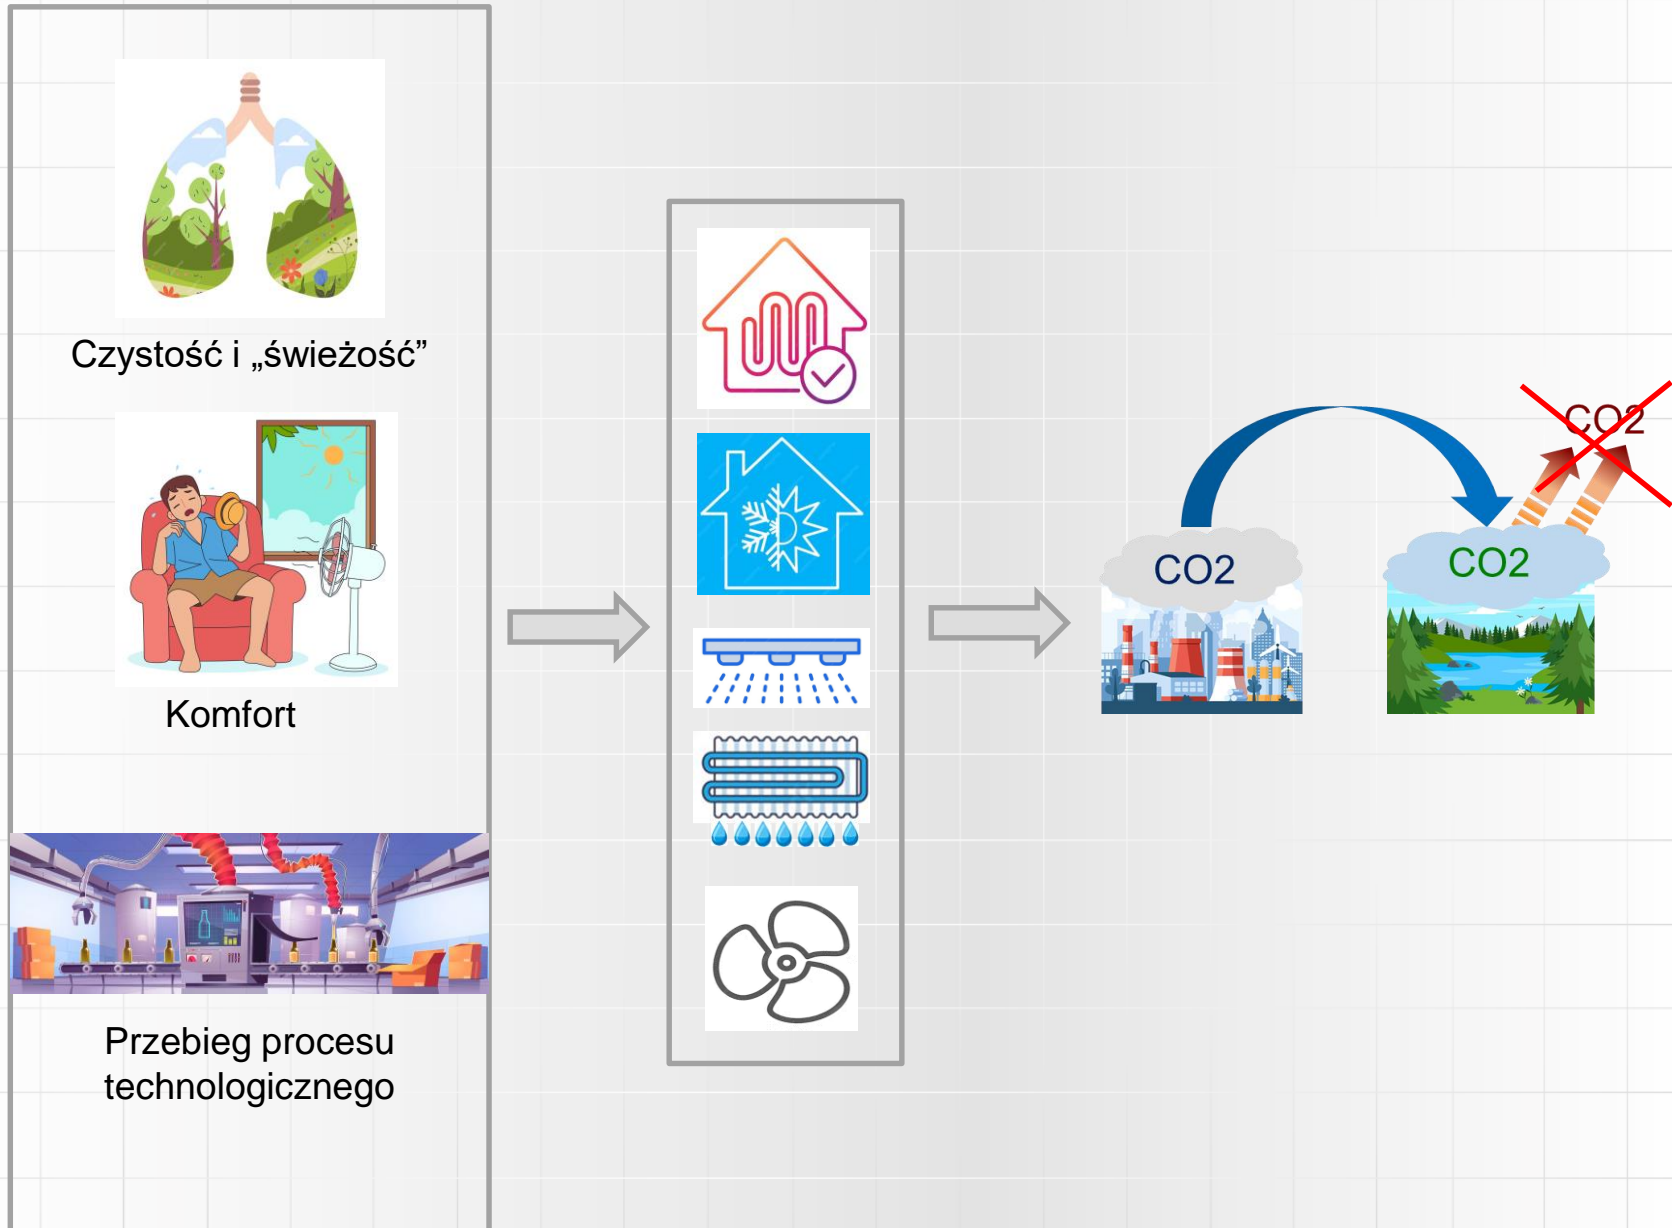 Czystość i „świeżość”
Komfort
Przebieg procesu
technologicznego
CO2
CO2
CO2